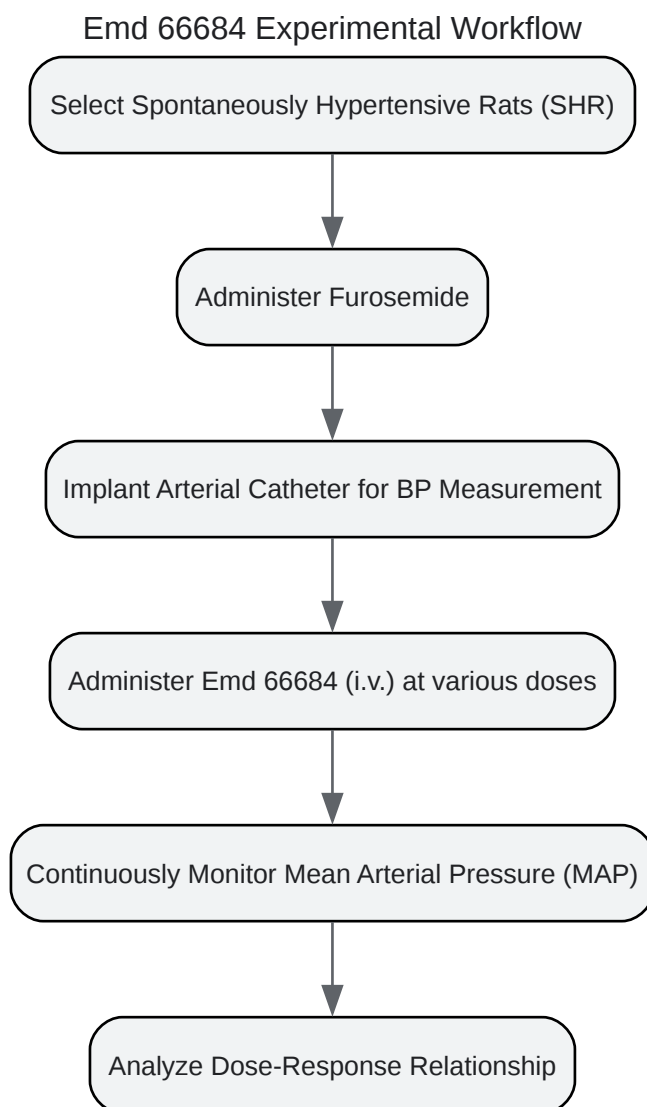 Emd 66684 Experimental Workflow
Select Spontaneously Hypertensive Rats (SHR)
Administer Furosemide
Implant Arterial Catheter for BP Measurement
Administer Emd 66684 (i.v.) at various doses
Continuously Monitor Mean Arterial Pressure (MAP)
Analyze Dose-Response Relationship